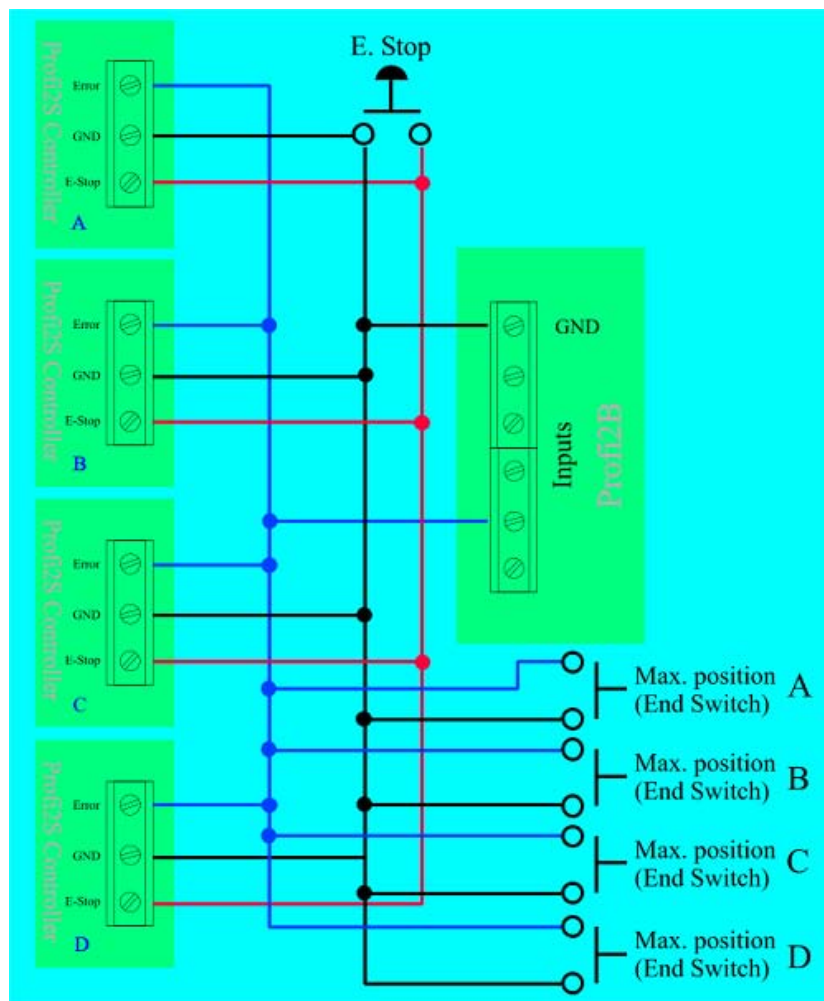 E. Stop
Profi2S Controller
Error
GND
E-Stop
A
Profi2S Controller
Error
GND
E-Stop
B
GND
Inputs
Profi2B
Profi2S Controller
Error
GND
E-Stop
C
Max. position
(End Switch)
A
Max. position
(End Switch)
B
Profi2S Controller
Error
GND
E-Stop
D
Max. position
(End Switch)
C
Max. position
(End Switch)
D